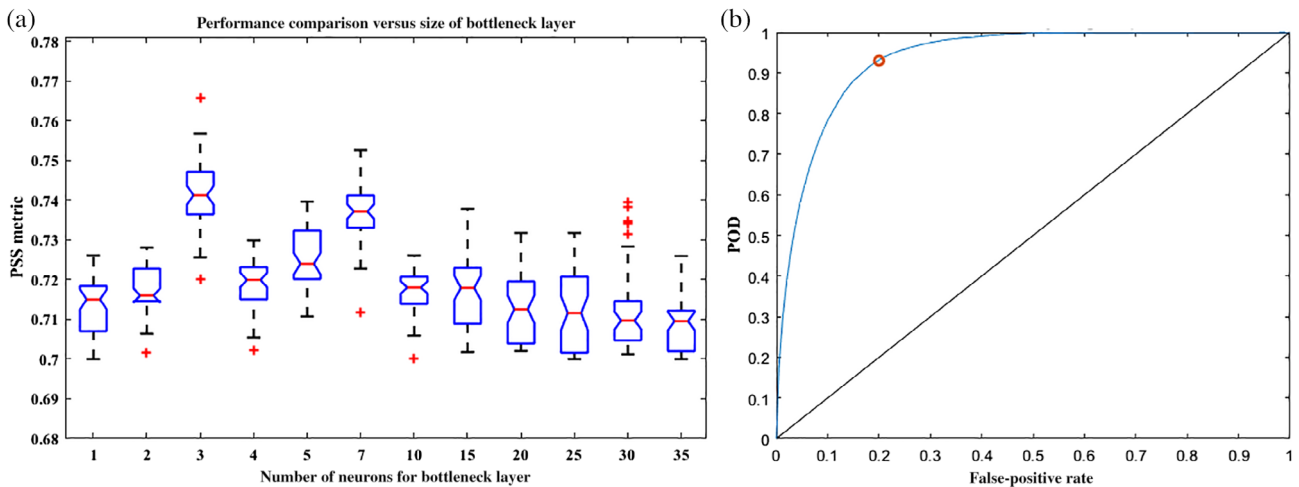 (a)
Performance comparison versus size of bottleneck layer
PSS metric
0.78
0.77
0.76
0.75
0.74
0.73
0.72
0.71
0.7
0.69
0.68
1 2 3 4 5 7 10 15 20 25 30 35
Number of neurons for bottleneck layer
(b)
POD
1
0.9
0.8
0.7
0.6
0.5
0.4
0.3
0.2
0.1
0
0 0.1 0.2 0.3 0.4 0.5 0.6 0.7 0.8 0.9 1
False-positive rate